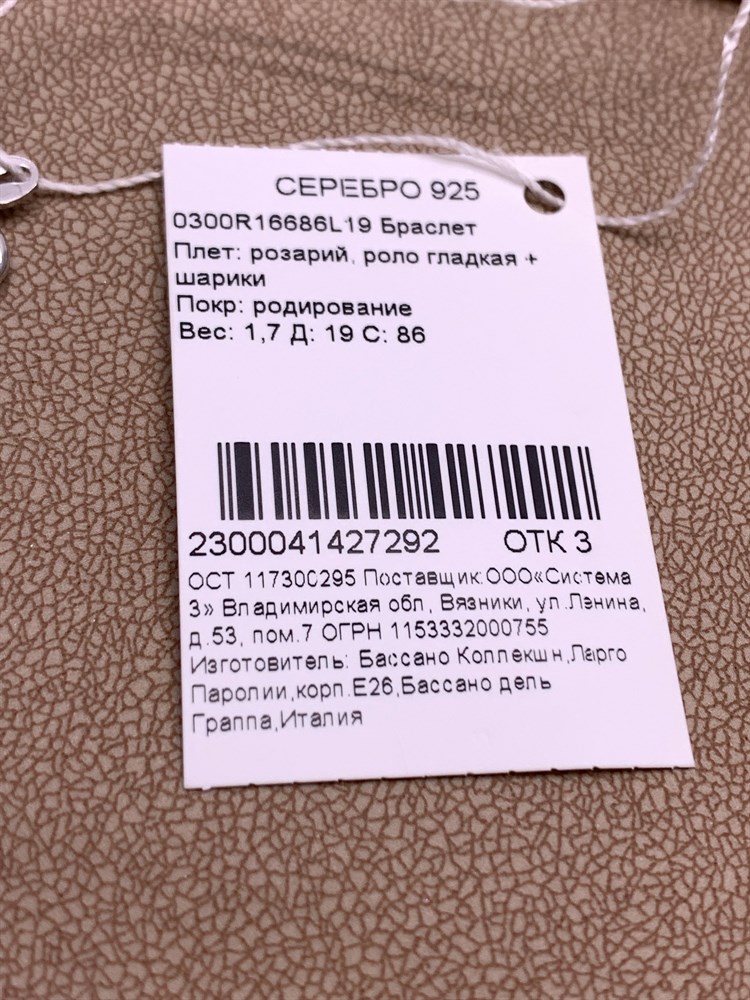 СЕРЕБРО 925
0300R16686L19 Браслет
Плет: розарий, роло гладкая +
шарики
Покр: родирование
Вес: 1,7 Д: 19 С: 86
2300041427292 ОТК 3
ОСТ 117300295 Поставщик:ООО«Система
3» Владимирская обл, Вязники, ул.Ленина,
д.53, пом.7 ОГРН 1153332000755
Изготовитель: Бассано Коллекшн,Ларго
Паролии,корп.Е26,Бассано дель
Граппа,Италия